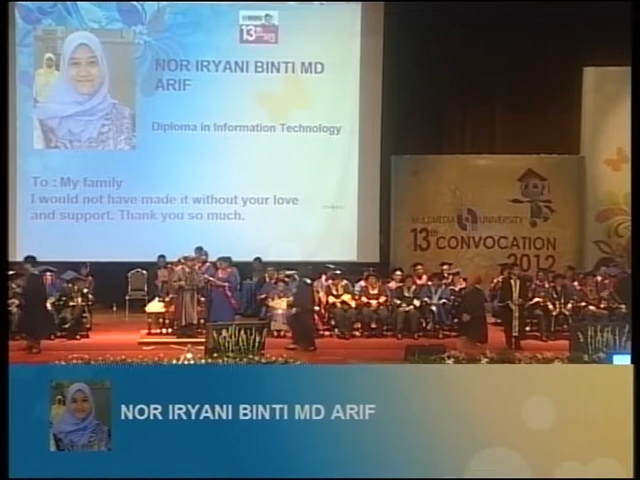 13th
NOR IRYANI BINTI MD
ARIF
Diploma in Information Technology
To : My family
I would not have made it without your love
and support. Thank you so much.
MULTIMEDIA UNIVERSITY
13th CONVOCATION
2012
NOR IRYANI BINTI MD ARIF